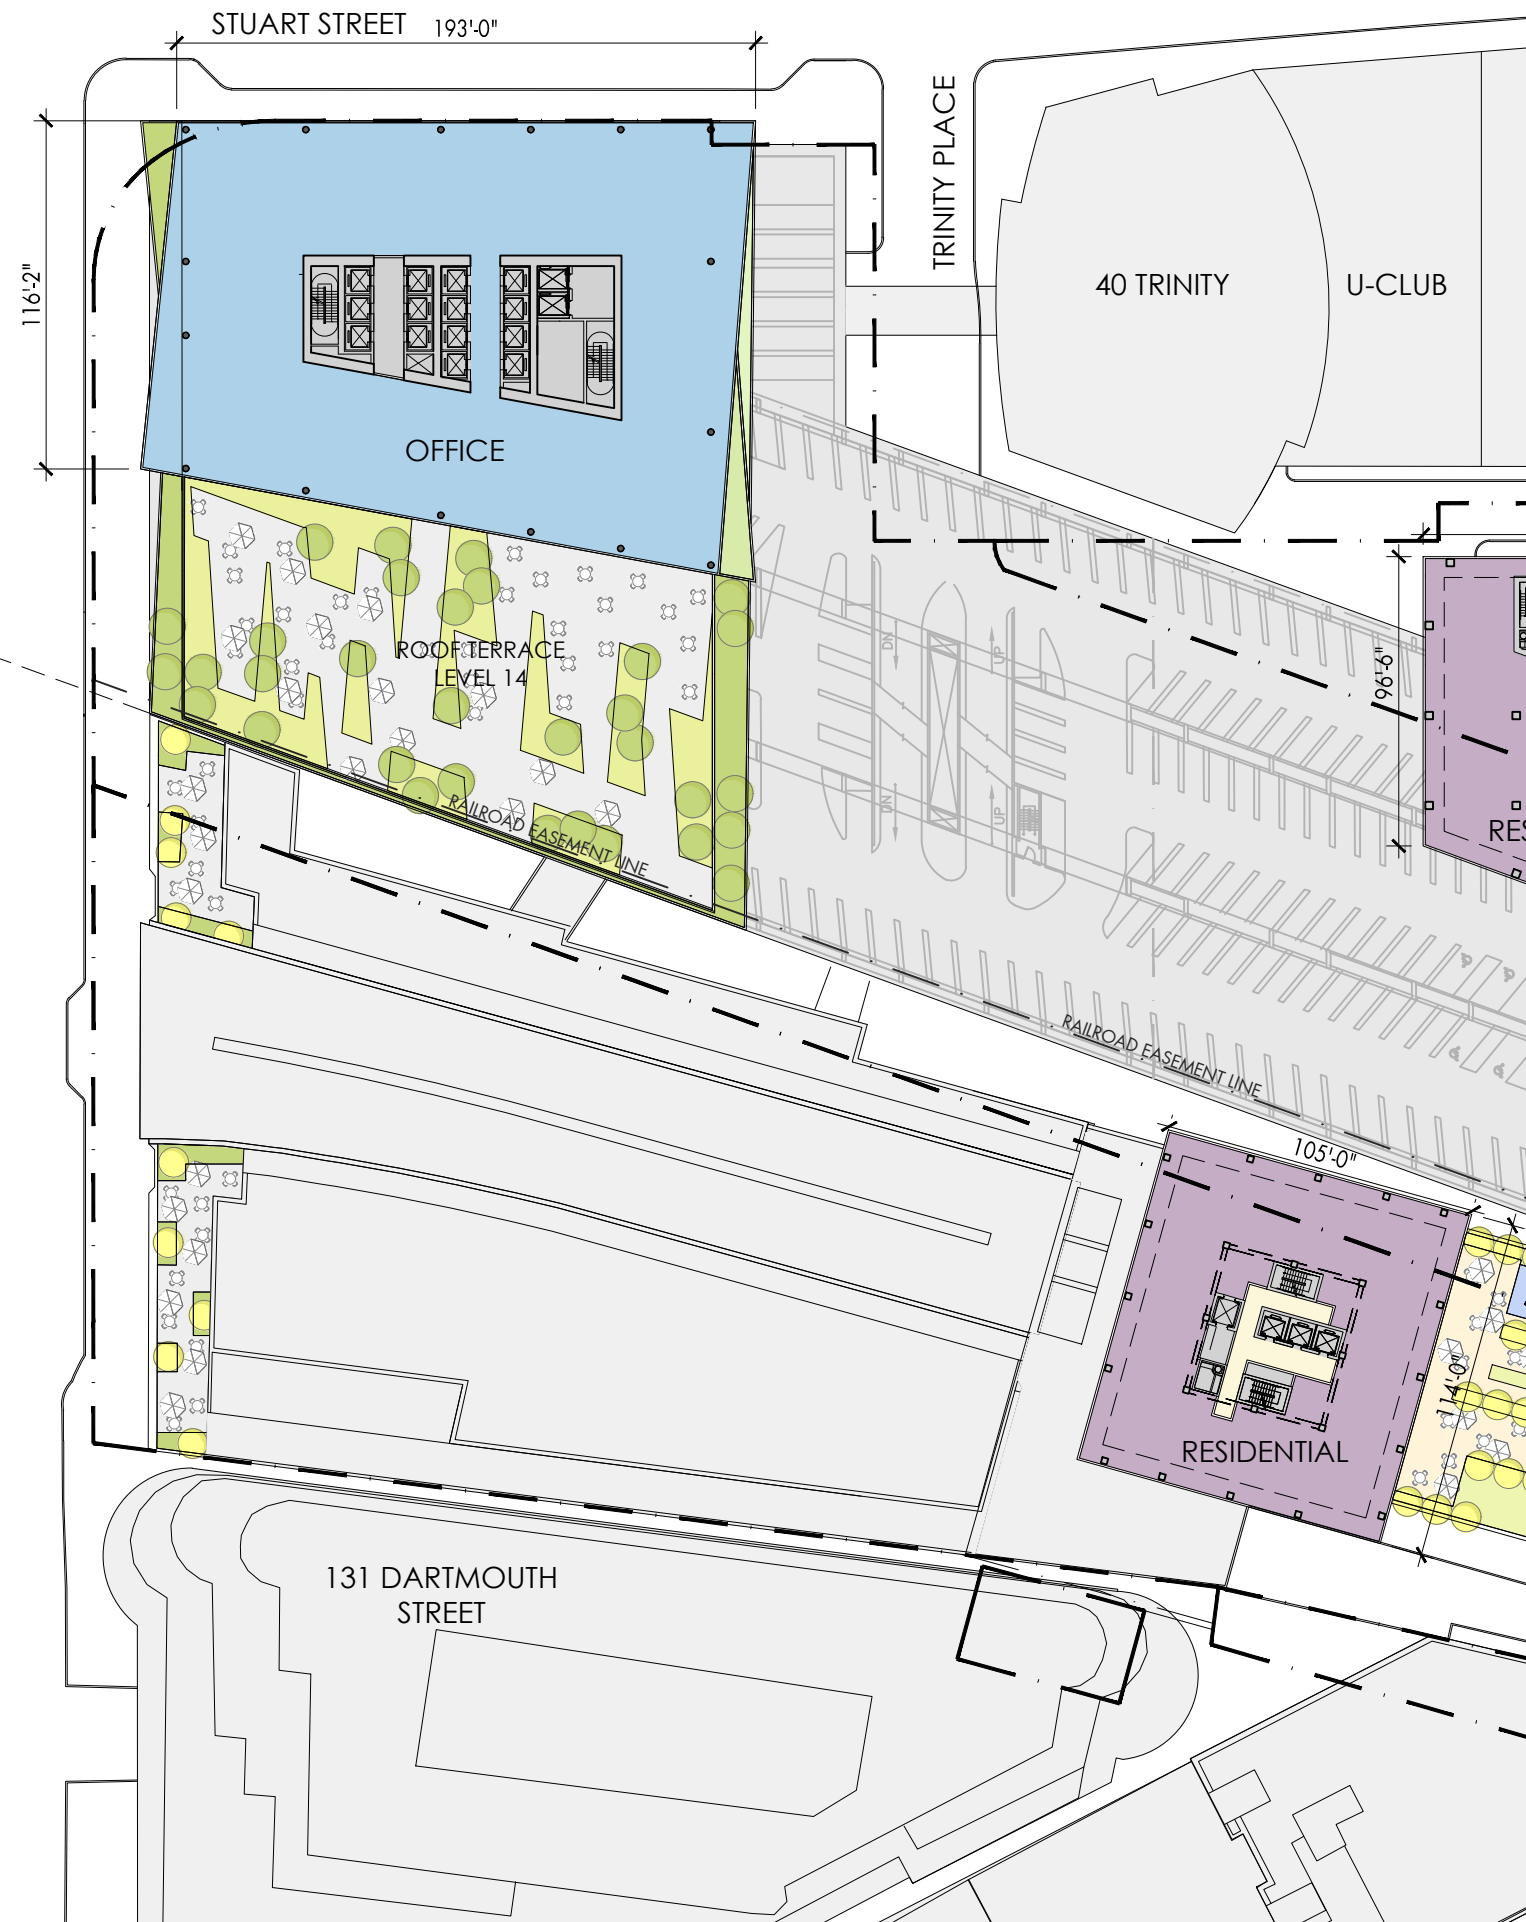 STUART STREET 193'-0"
TRINITY PLACE
116'-2"
40 TRINITY
U-CLUB
OFFICE
ROOF TERRACE
LEVEL 14
DN
UP
96'-6"
DN
UP
RES
RAILROAD EASEMENT LINE
RAILROAD EASEMENT LINE
105'-0"
114'-0"
RESIDENTIAL
131 DARTMOUTH
STREET